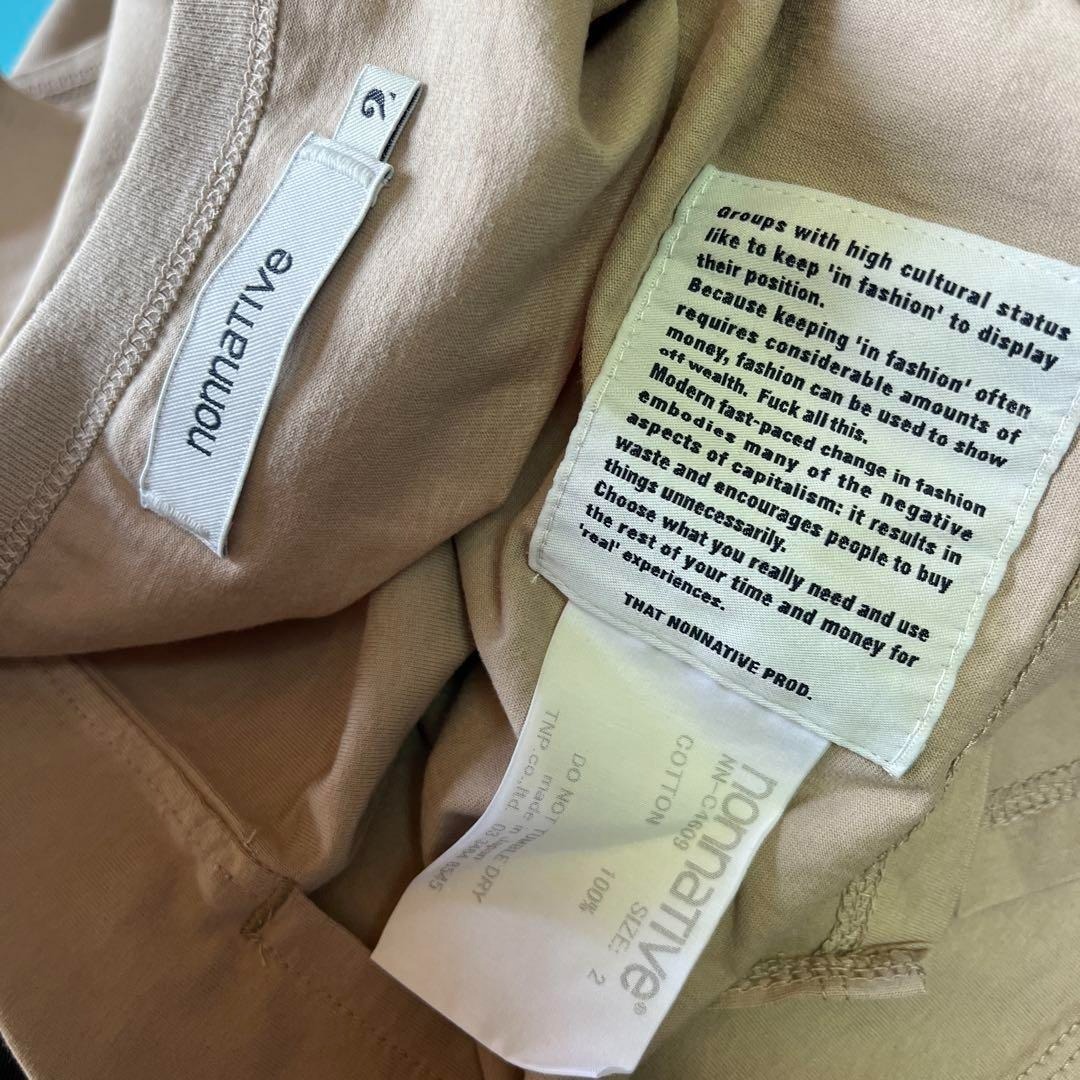 2
nonnative
Groups with high cultural status
like to keep 'in fashion' to display
their position.
Because keeping 'in fashion' often
requires considerable amounts of
money, fashion can be used to show
off wealth. Fuck all this.
Modern fast-paced change in fashion
embodies many of the negative
aspects of capitalism: it results in
waste and encourages people to buy
things unnecessarily.
Choose what you really need and use
the rest of your time and money for
'real' experiences.
THAT NONNATIVE PROD.
nonnative®
NN-C4609 SIZE: 2
COTTON 100%
DO NOT TUMBLE DRY
TNP.co.,ltd. made in Japan
03 3464 8545